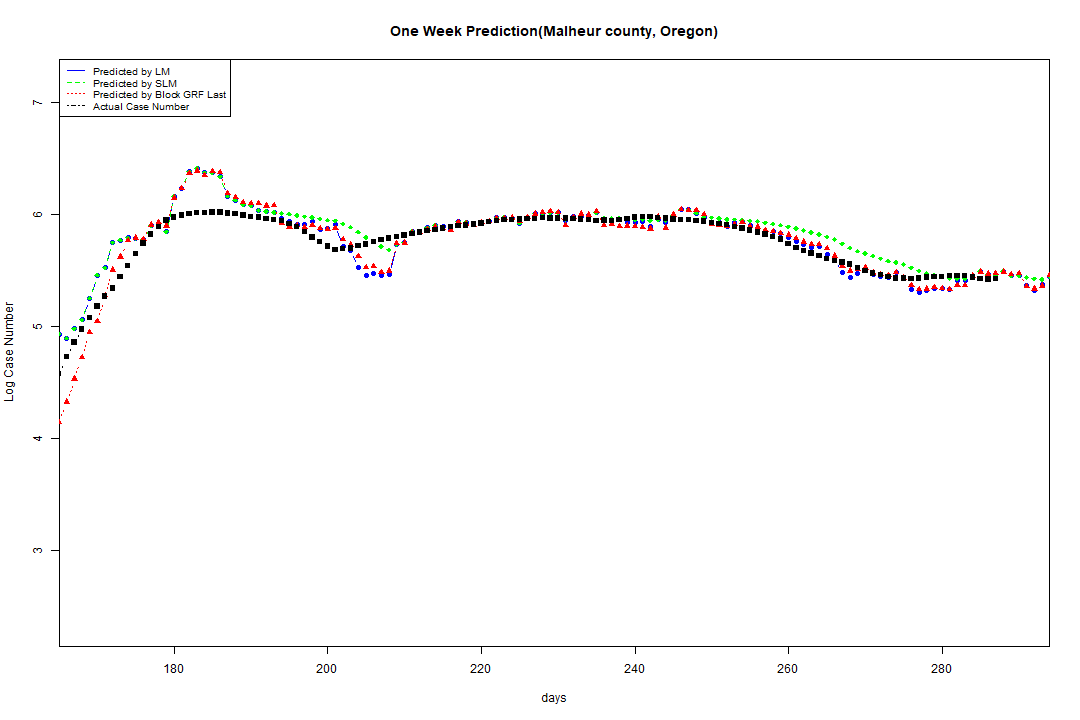 One Week Prediction(Malheur county, Oregon)
Predicted by LM
Predicted by SLM
Predicted by Block GRF Last
Actual Case Number
7
6
5
4
3
Log Case Number
180 200 220 240 260 280
days